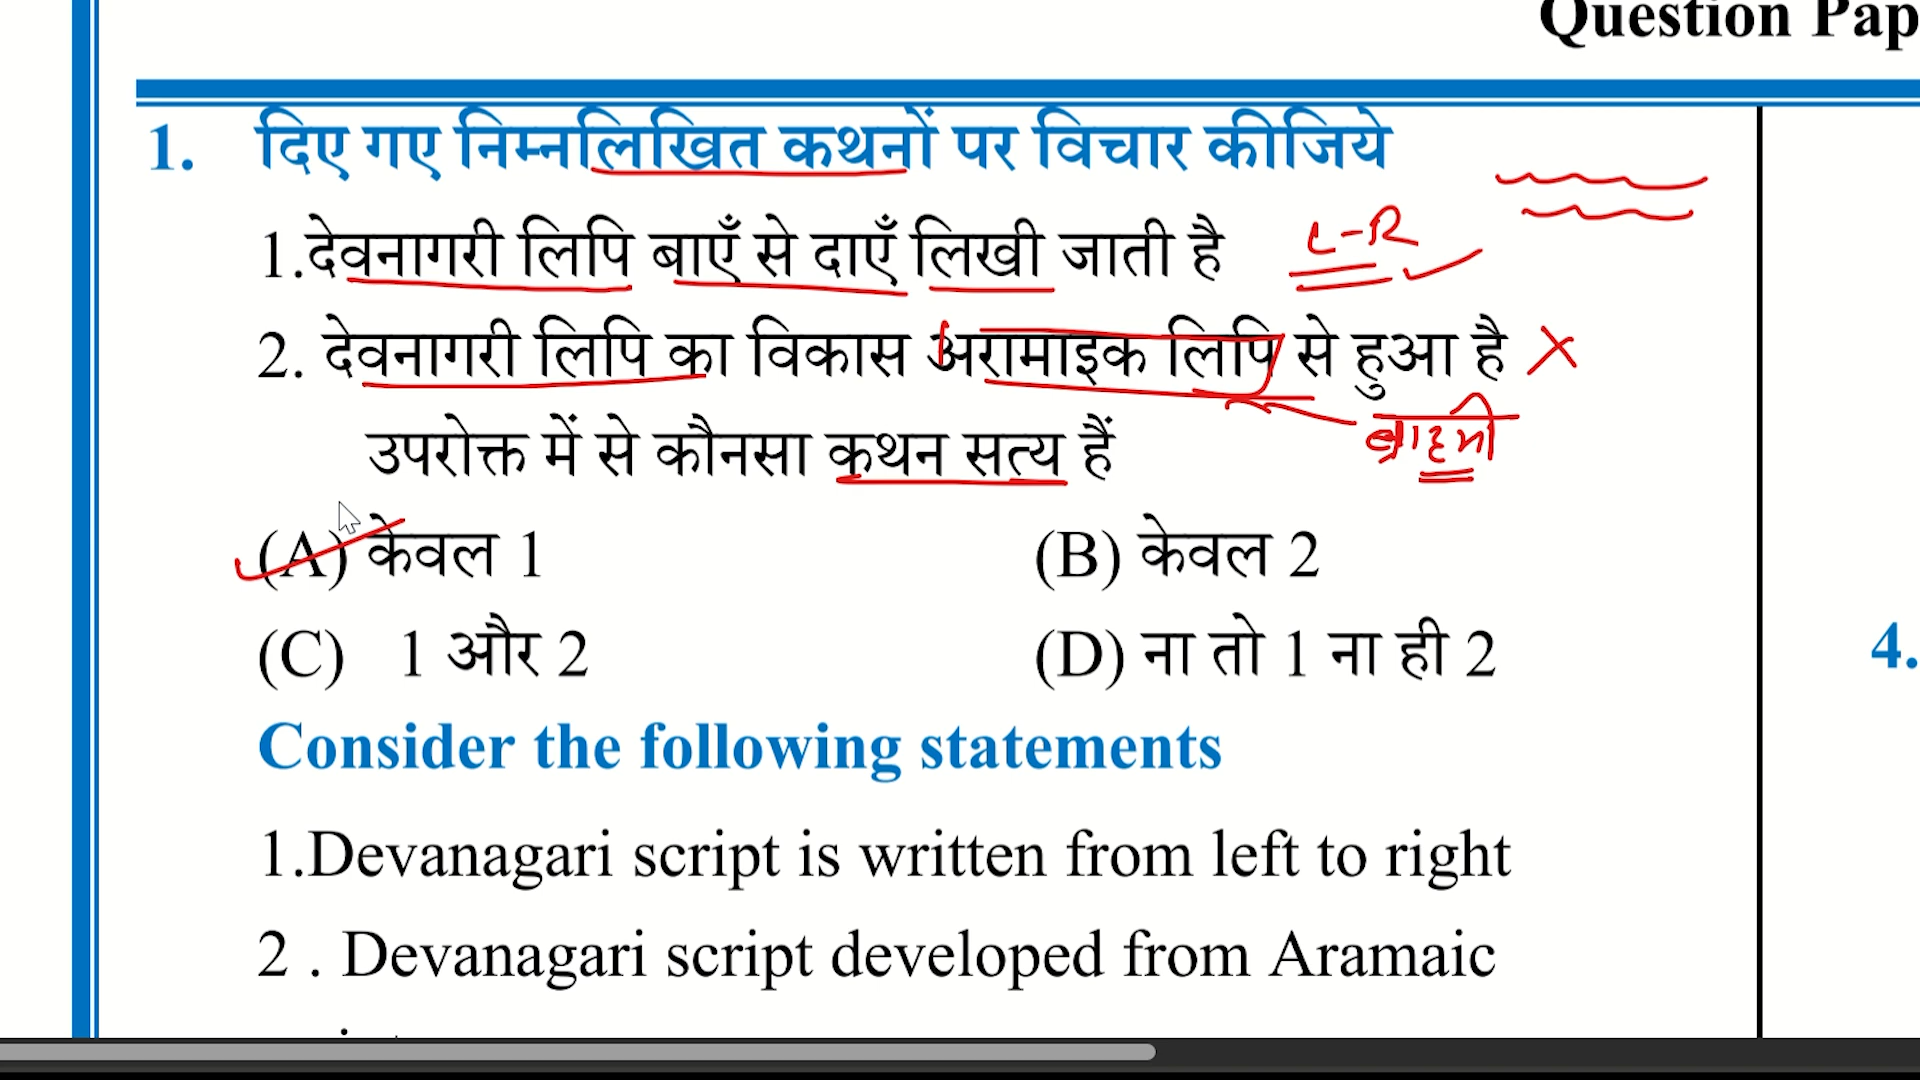 Question Pap
1. दिए गए निम्नलिखित कथनों पर विचार कीजिये
1.देवनागरी लिपि बाएँ से दाएँ लिखी जाती है L-R
2. देवनागरी लिपि का विकास अरामाइक लिपि से हुआ है
ब्राह्मी
उपरोक्त में से कौनसा कथन सत्य हैं
(A) केवल 1 (B) केवल 2
(C) 1 और 2 (D) ना तो 1 ना ही 2
4.
Consider the following statements
1.Devanagari script is written from left to right
2 . Devanagari script developed from Aramaic